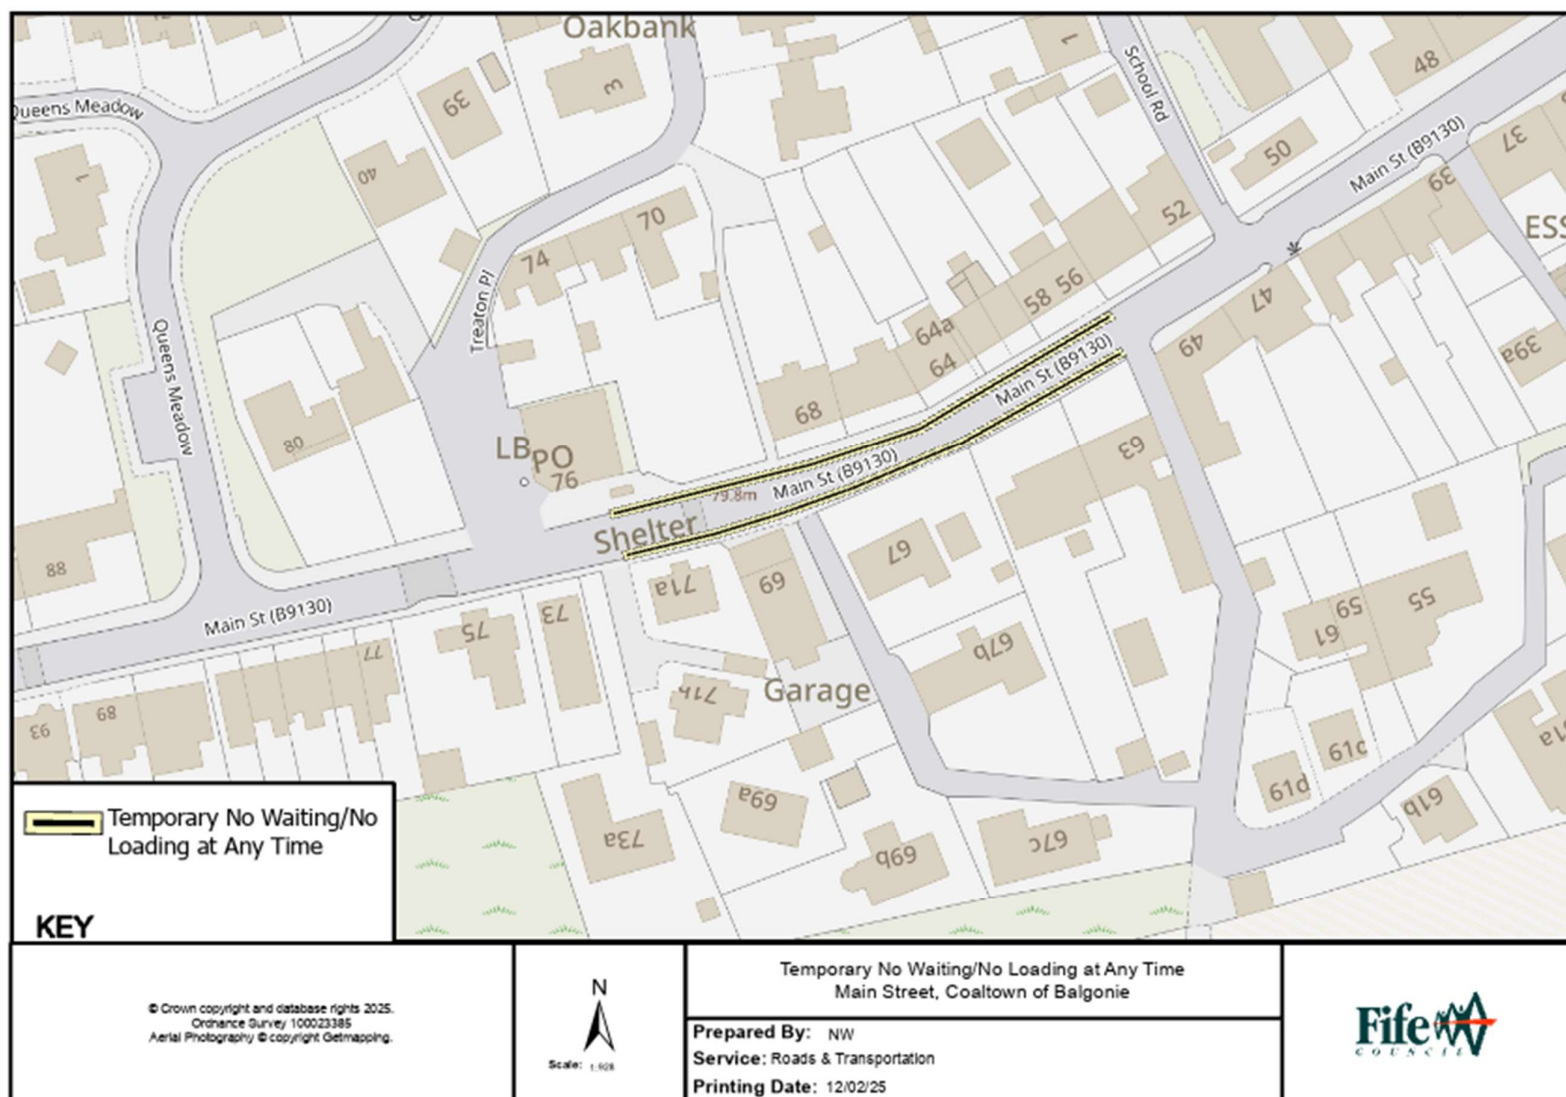 Oakbank
Queens Meadow
39
3
1
School Rd
48
37
1
40
50
Main St (B9130)
39
70
52
ESS
74
Treaton Pl
58 56
47
64a
64
49
39a
Queens Meadow
Main St (B9130)
68
80
LB
PO
76
63
Main St (B9130)
79.8m
Shelter
67
88
71a
69
59
55
61
Main St (B9130)
75
73
77
67b
Garage
89
93
61c
61d
61b
69a
73a
69b
67c
Temporary No Waiting/No
Loading at Any Time
KEY
© Crown copyright and database rights 2025.
Ordnance Survey 100023385
Aerial Photography © copyright Getmapping.
N
Scale: 1:928
Temporary No Waiting/No Loading at Any Time
Main Street, Coaltown of Balgonie
Prepared By: NW
Service: Roads & Transportation
Printing Date: 12/02/25
Fife
COUNCIL